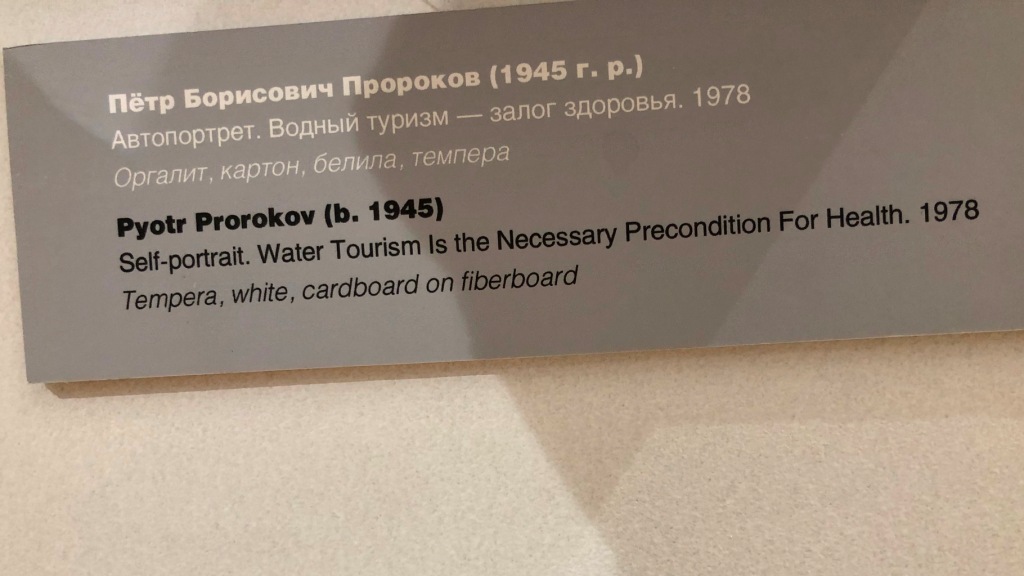 Пётр Борисович Пророков (1945 г. р.)
Автопортрет. Водный туризм — залог здоровья. 1978
Оргалит, картон, белила, темпера
Pyotr Prorokov (b. 1945)
Self-portrait. Water Tourism Is the Necessary Precondition For Health. 1978
Tempera, white, cardboard on fiberboard